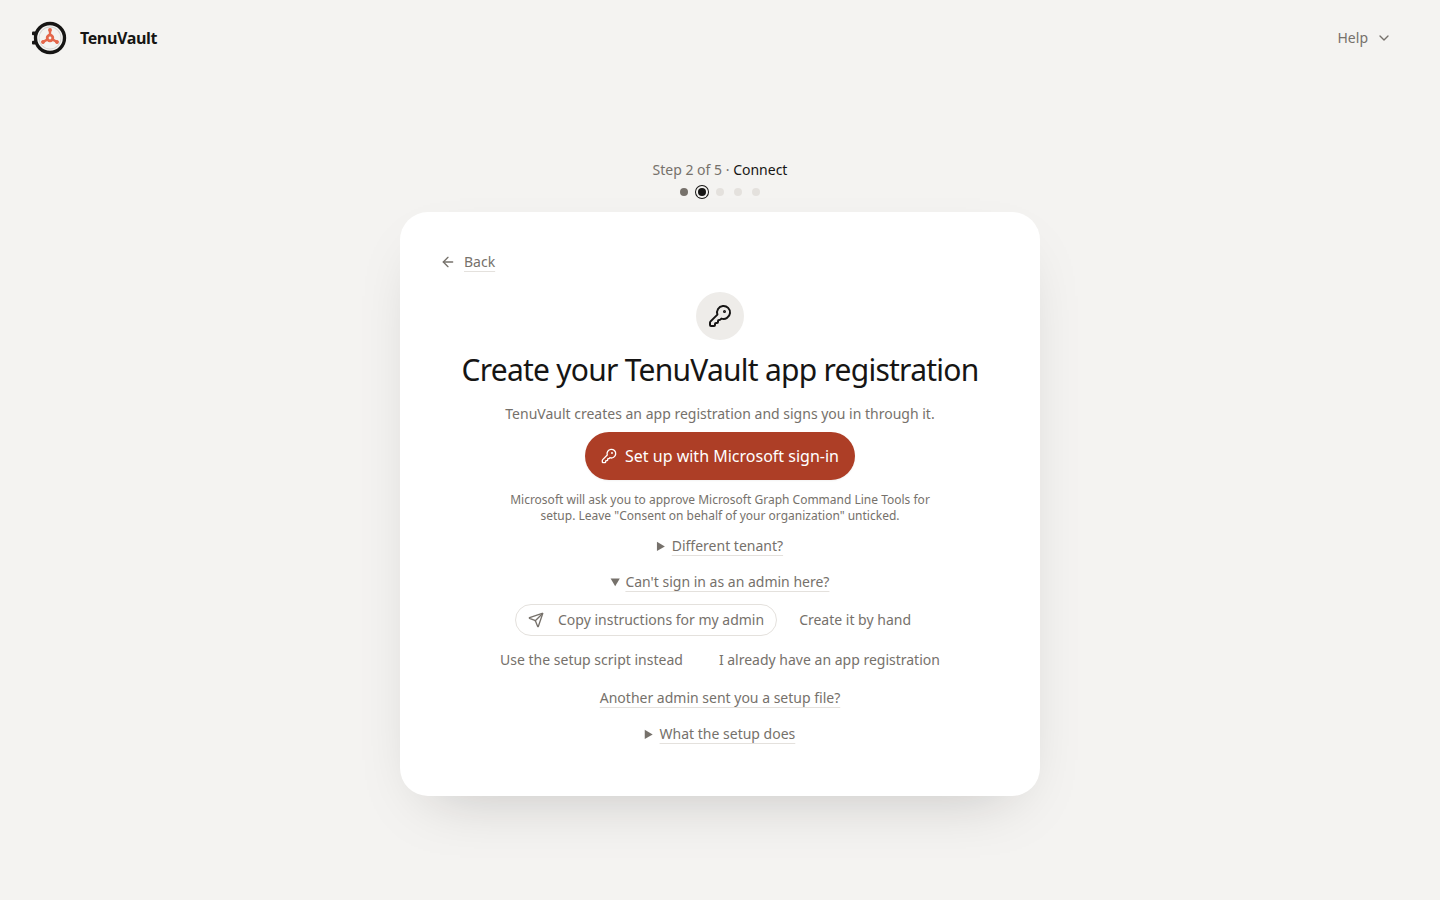 TenuVault
Help
Step 2 of 5 · Connect
Back
Create your TenuVault app registration
TenuVault creates an app registration and signs you in through it.
Set up with Microsoft sign-in
Microsoft will ask you to approve Microsoft Graph Command Line Tools for
setup. Leave "Consent on behalf of your organization" unticked.
Different tenant?
Can't sign in as an admin here?
Copy instructions for my admin
Create it by hand
Use the setup script instead
I already have an app registration
Another admin sent you a setup file?
What the setup does